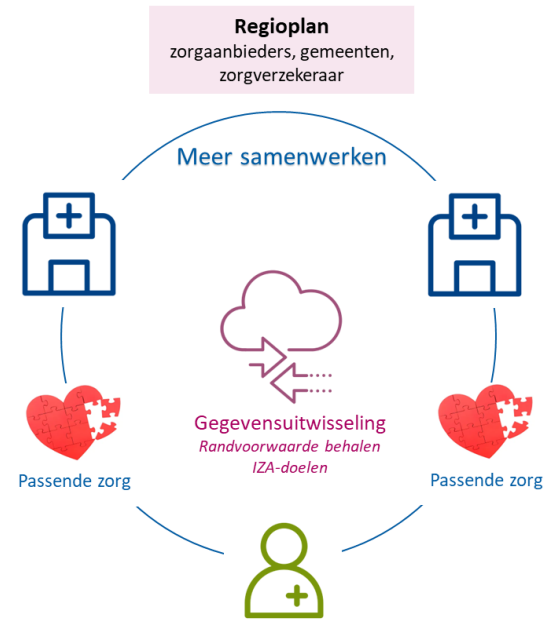 Regioplan
zorgaanbieders, gemeenten,
zorgverzekeraar
Meer samenwerken
Gegevensuitwisseling
Randvoorwaarde behalen
IZA-doelen
Passende zorg
Passende zorg